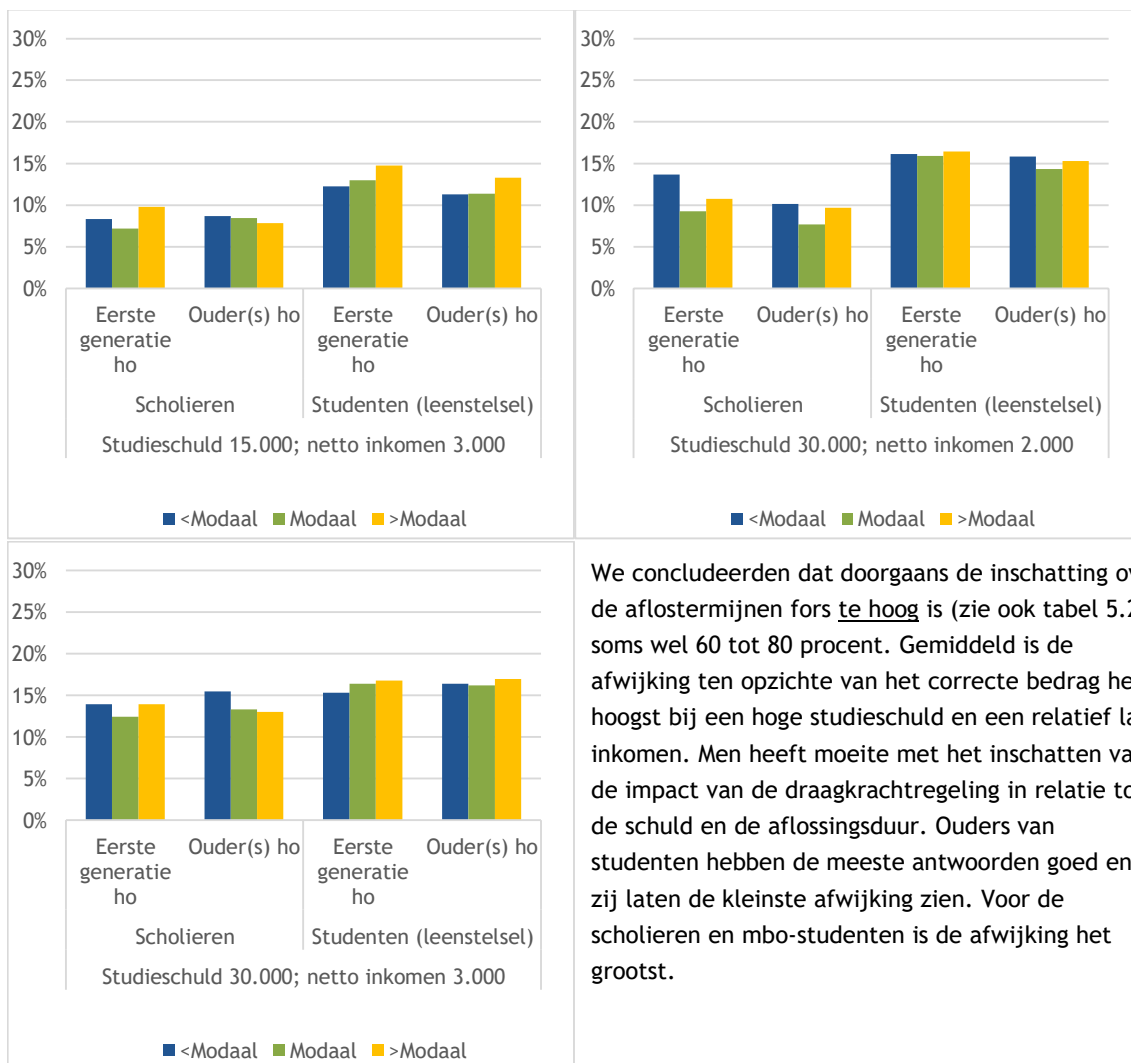 30%
25%
20%
15%
10%
5%
0%
Eerste generatie ho
Ouder(s) ho
Eerste generatie ho
Ouder(s) ho
Scholieren
Studenten (leenstelsel)
Studieschuld 15.000; netto inkomen 3.000
<Modaal Modaal >Modaal
30%
25%
20%
15%
10%
5%
0%
Eerste generatie ho
Ouder(s) ho
Eerste generatie ho
Ouder(s) ho
Scholieren
Studenten (leenstelsel)
Studieschuld 30.000; netto inkomen 2.000
<Modaal Modaal >Modaal
30%
25%
20%
15%
10%
5%
0%
Eerste generatie ho
Ouder(s) ho
Eerste generatie ho
Ouder(s) ho
Scholieren
Studenten (leenstelsel)
Studieschuld 30.000; netto inkomen 3.000
<Modaal Modaal >Modaal
We concludeerden dat doorgaans de inschatting
de aflostermijnen fors te hoog is (zie ook tabel 5.2
soms wel 60 tot 80 procent. Gemiddeld is de
afwijking ten opzichte van het correcte bedrag
hoogst bij een hoge studieschuld en een relatief
inkomen. Men heeft moeite met het inschatten
de impact van de draagkrachtregeling in relatie
de schuld en de aflossingsduur. Ouders van
studenten hebben de meeste antwoorden goed en
zij laten de kleinste afwijking zien. Voor de
scholieren en mbo-studenten is de afwijking het
grootst.